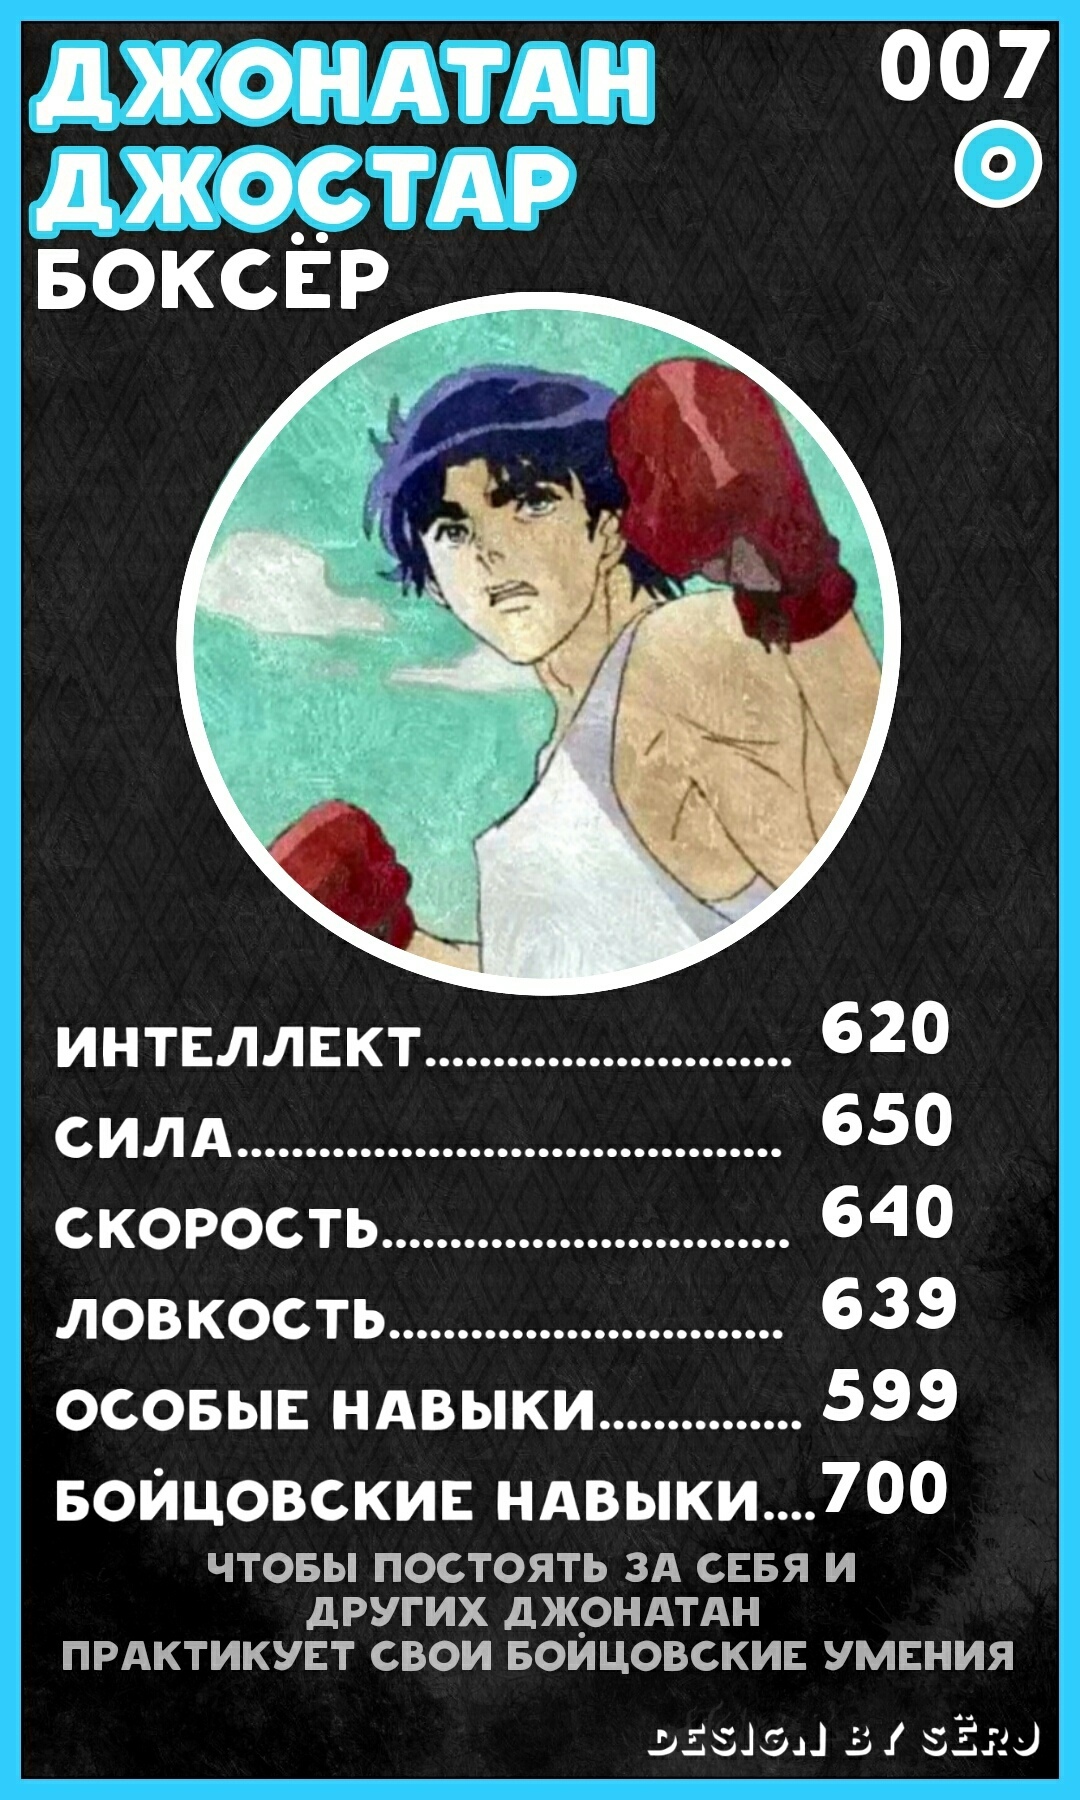 ДЖОНАТАН
007
ДЖОСТАР
О
БОКСЁР
ИНТЕЛЛЕКТ........................... 620
СИЛА........................................ 650
СКОРОСТЬ.............................. 640
ЛОВКОСТЬ............................. 639
ОСОБЫЕ НАВЫКИ............... 599
БОЙЦОВСКИЕ НАВЫКИ.... 700
ЧТОБЫ ПОСТОЯТЬ ЗА СЕБЯ И
ДРУГИХ ДЖОНАТАН
ПРАКТИКУЕТ СВОИ БОЙЦОВСКИЕ УМЕНИЯ
DESIGN BY SЁRJ